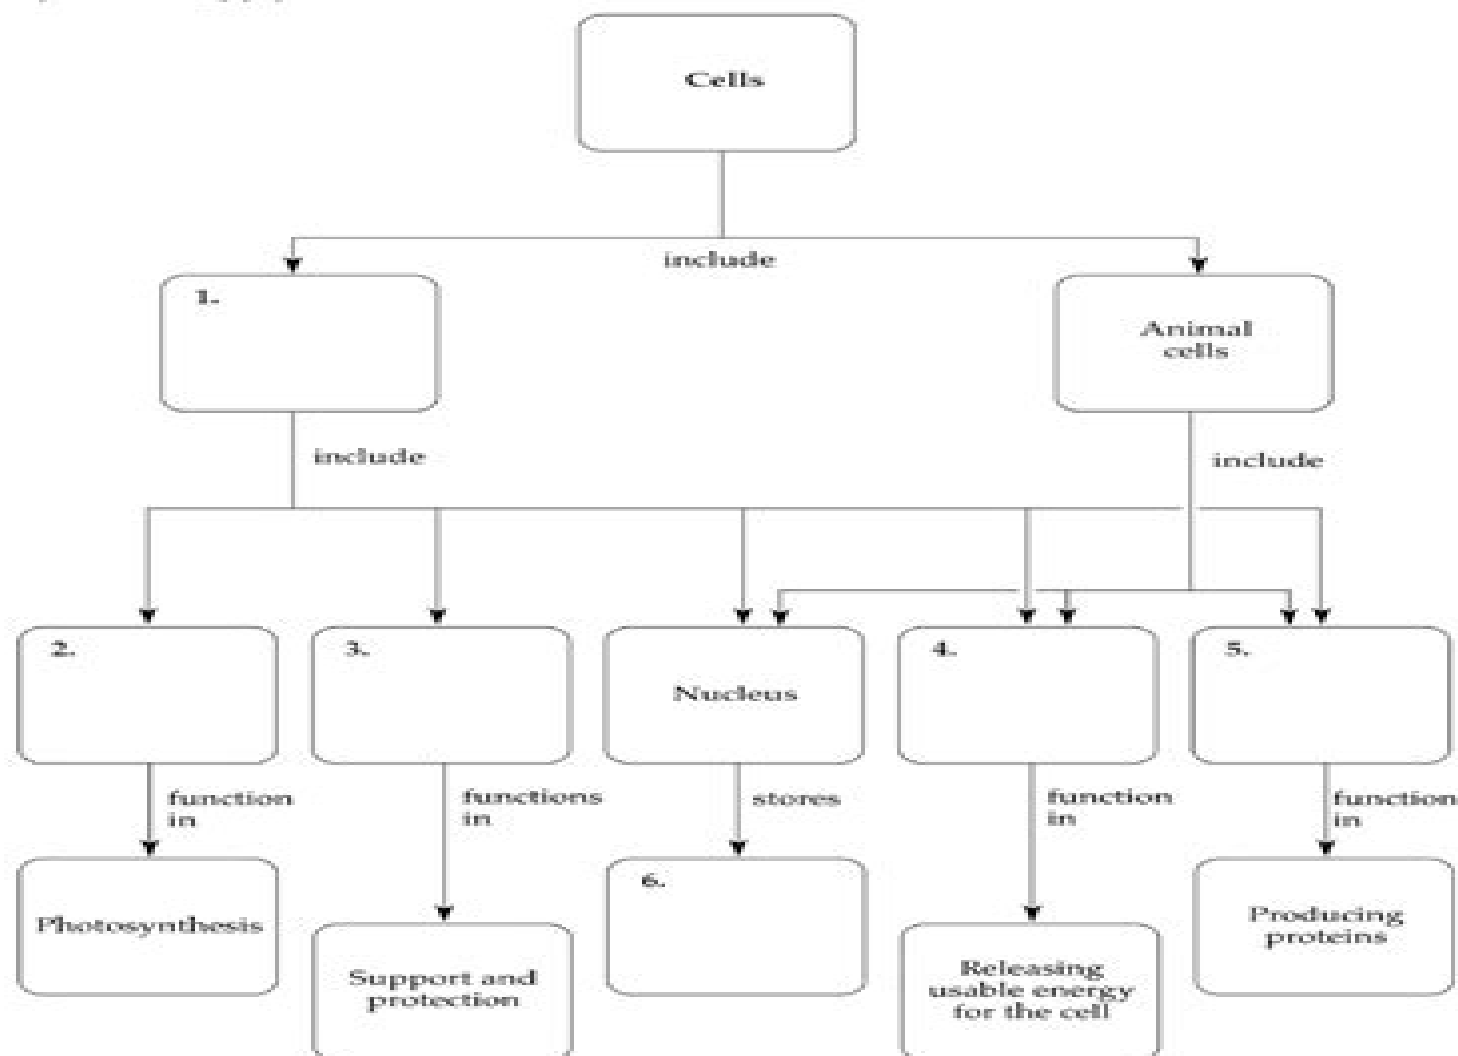 Cells
include
1.
Animal
cells
include
include
2.
3.
Nucleus
4.
5.
function
in
functions
in
stores
function
in
function
in
Photosynthesis
Support and
protection
6.
Releasing
usable energy
for the cell
Producing
proteins